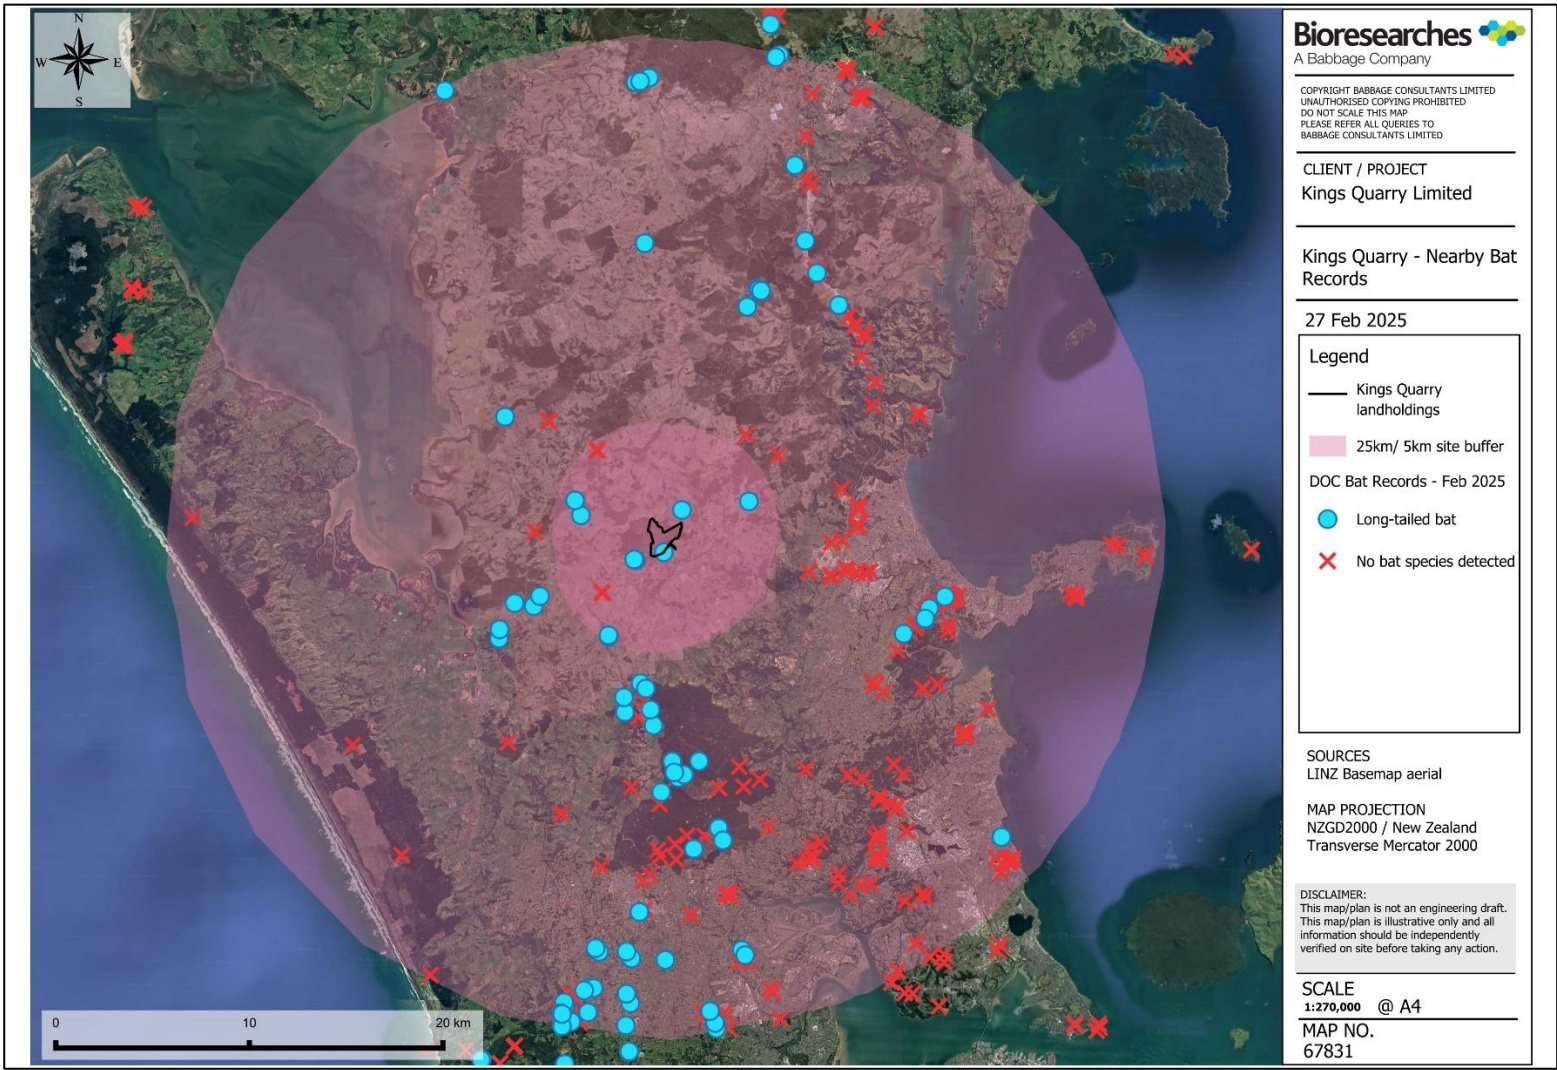 N
W
E
S
0
10
20 km
Bioresearches
A Babbage Company
COPYRIGHT BABBAGE CONSULTANTS LIMITED
UNAUTHORISED COPYING PROHIBITED
DO NOT SCALE THIS MAP
PLEASE REFER ALL QUERIES TO
BABBAGE CONSULTANTS LIMITED
CLIENT / PROJECT
Kings Quarry Limited
Kings Quarry - Nearby Bat
Records
27 Feb 2025
Legend
Kings Quarry
landholdings
25km/ 5km site buffer
DOC Bat Records - Feb 2025
Long-tailed bat
No bat species detected
SOURCES
LINZ Basemap aerial
MAP PROJECTION
NZGD2000 / New Zealand
Transverse Mercator 2000
DISCLAIMER:
This map/plan is not an engineering draft.
This map/plan is illustrative only and all
information should be independently
verified on site before taking any action.
SCALE
1:270,000 @ A4
MAP NO.
67831